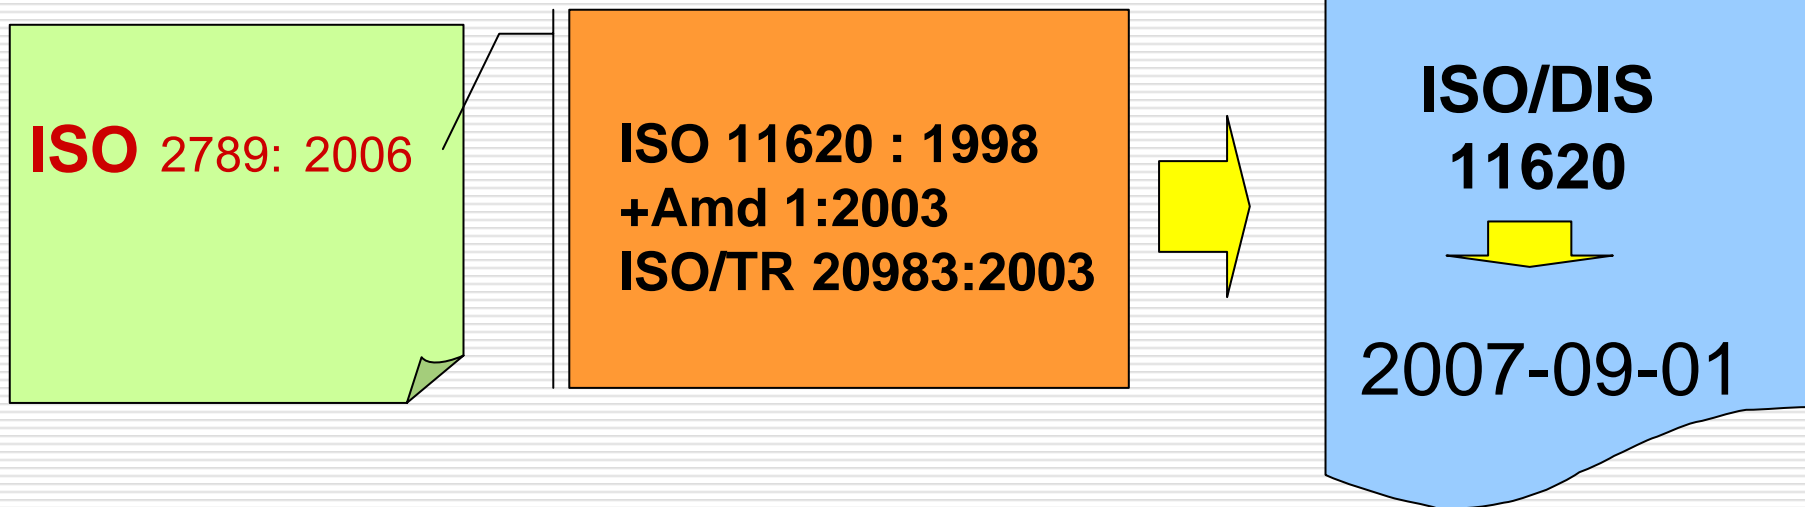 ISO 2789: 2006
ISO 11620 : 1998
+Amd 1:2003
ISO/TR 20983:2003
ISO/DIS
11620
2007-09-01